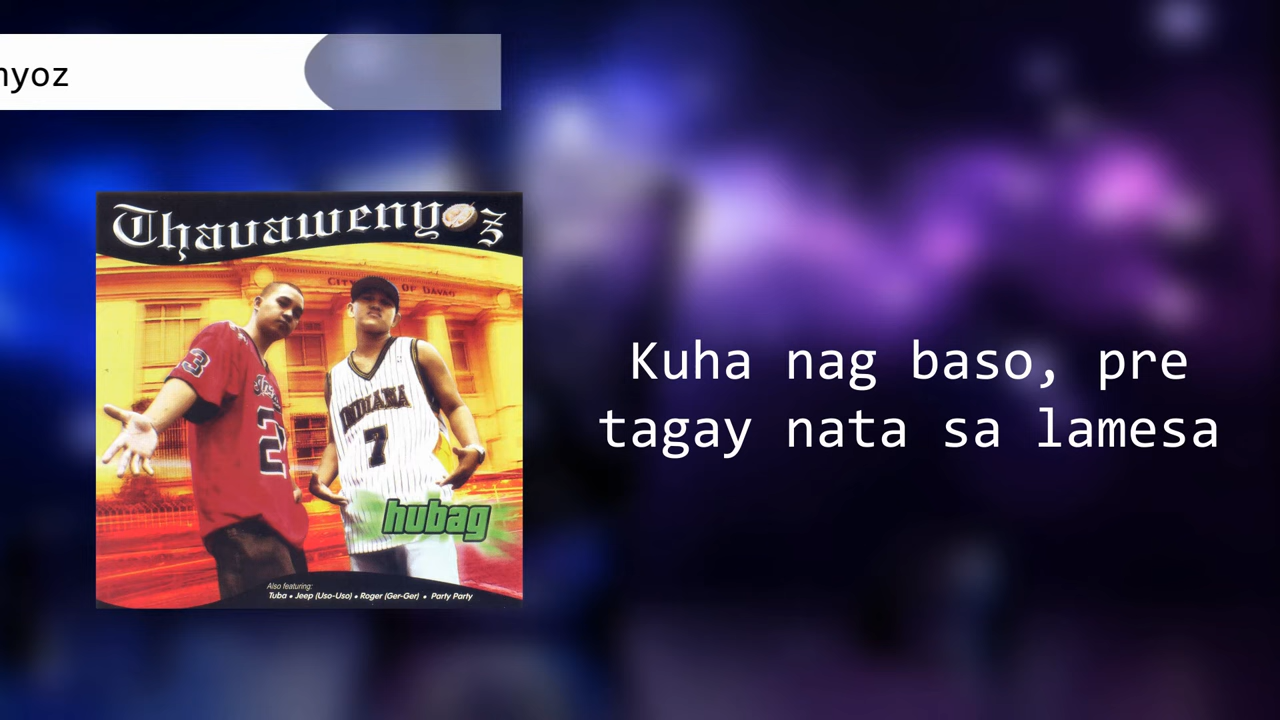 nyoz
Thavawenyoz
CITY OF DAVAO
3
21
INDIANA
7
hubag
Also featuring:
Tuba • Jeep (Uso-Uso) • Roger (Ger-Ger) • Party Party
Kuha nag baso, pre
tagay nata sa lamesa